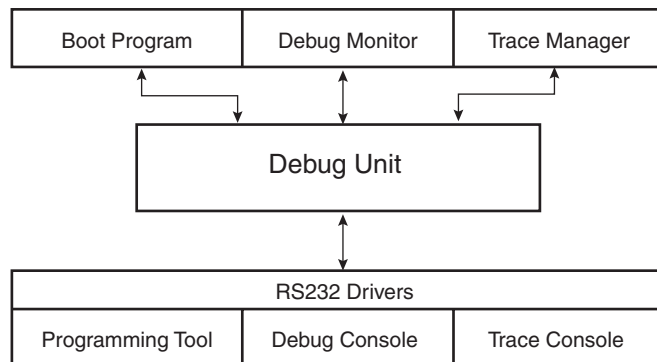 Boot Program
Debug Monitor
Trace Manager
Debug Unit
RS232 Drivers
Programming Tool
Debug Console
Trace Console